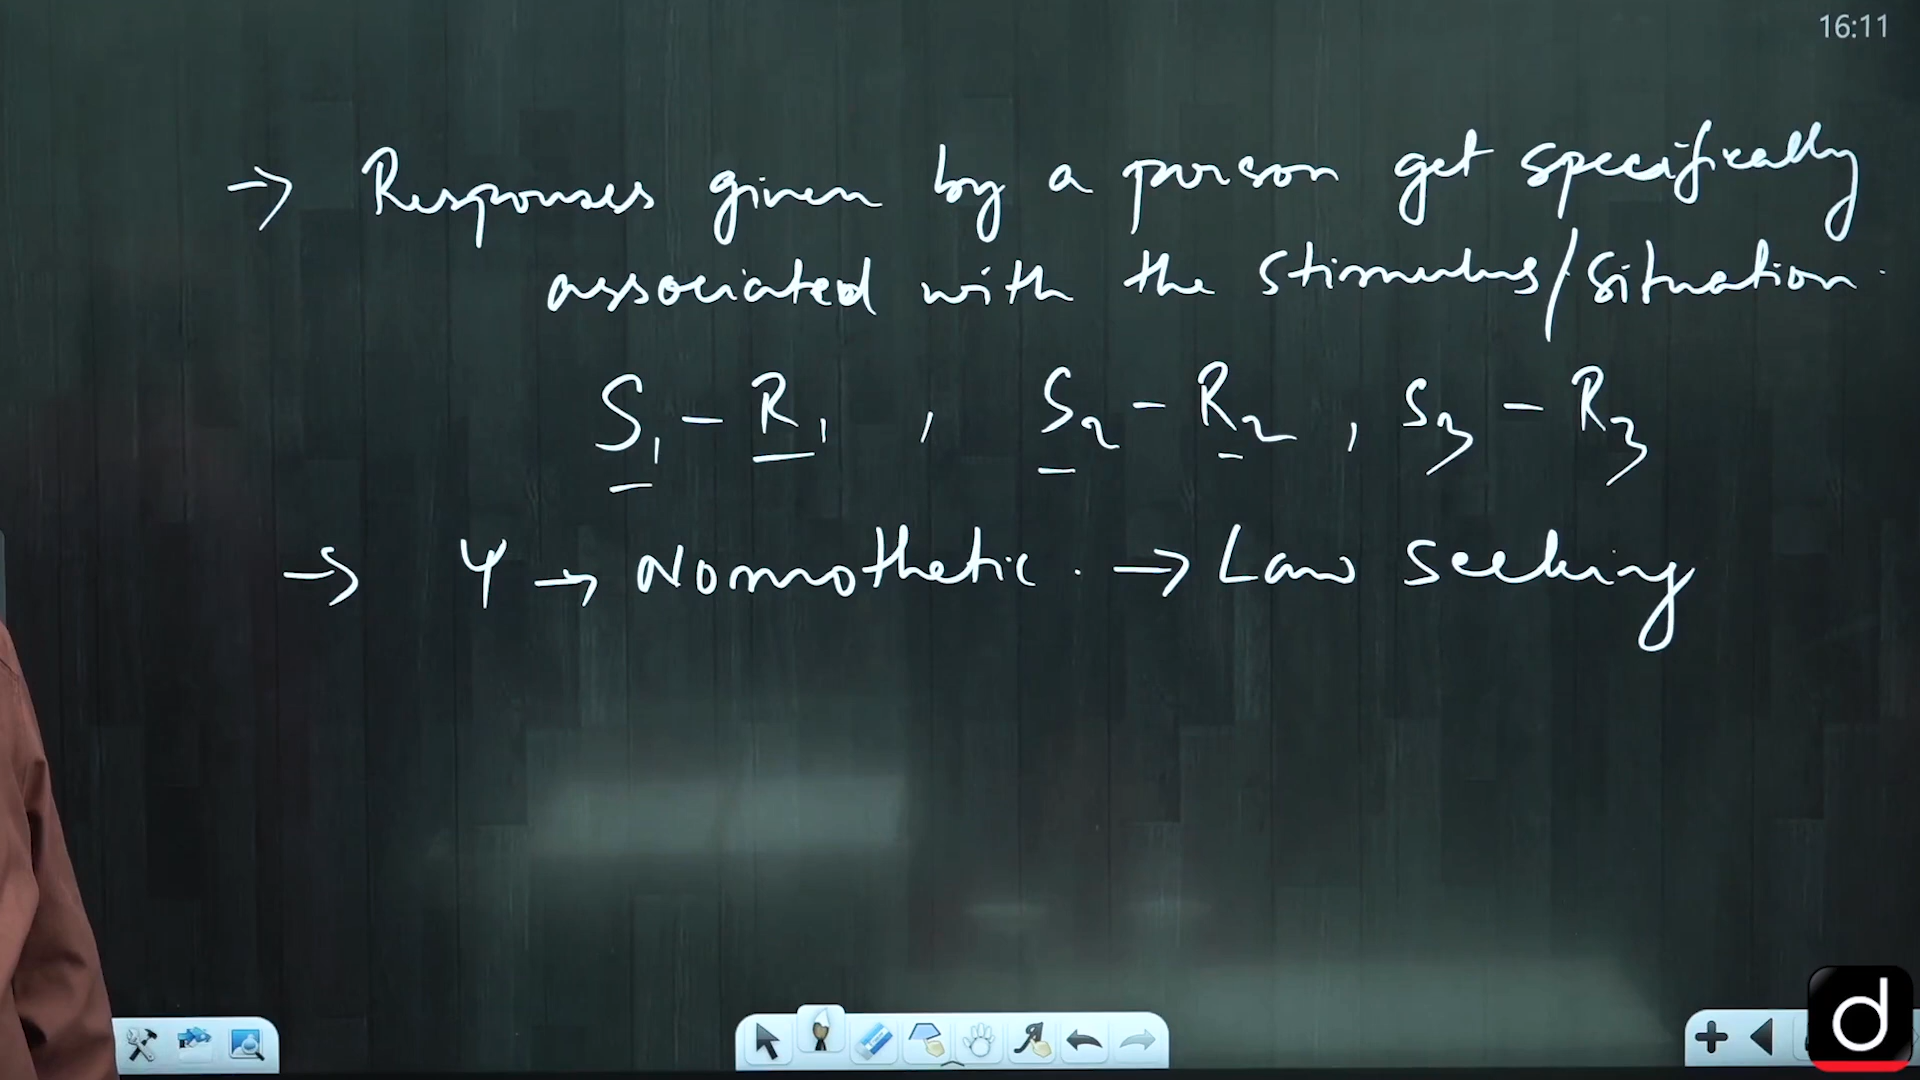 16:11
→ Responses given by a person get specifically
associated with the stimulus/situation.
S₁ – R₁ , S₂ – R₂ , S₃ – R₃
→ Ψ → Nomothetic. → Law seeking
d